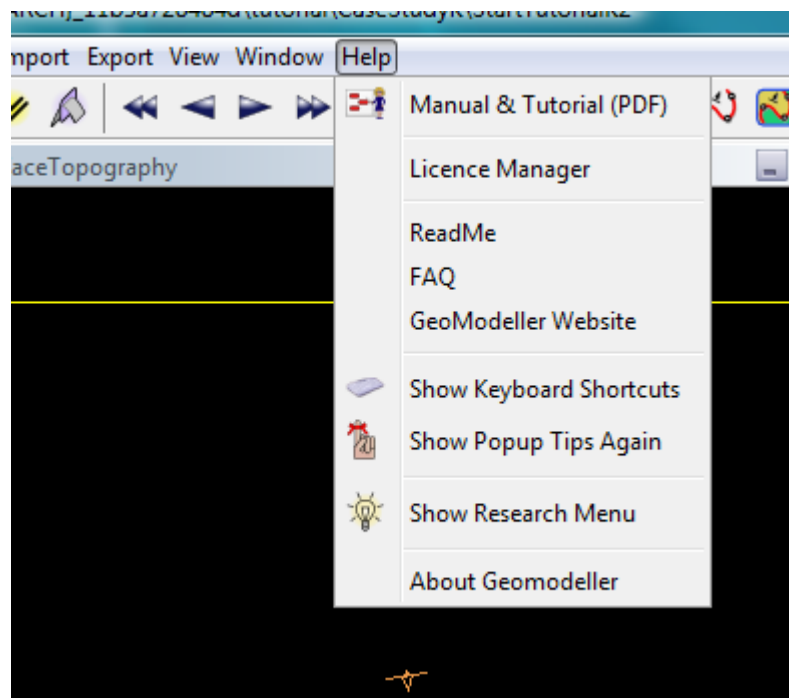 mport Export View Window Help
Manual & Tutorial (PDF)
aceTopography
Licence Manager
ReadMe
FAQ
GeoModeller Website
Show Keyboard Shortcuts
Show Popup Tips Again
Show Research Menu
About Geomodeller